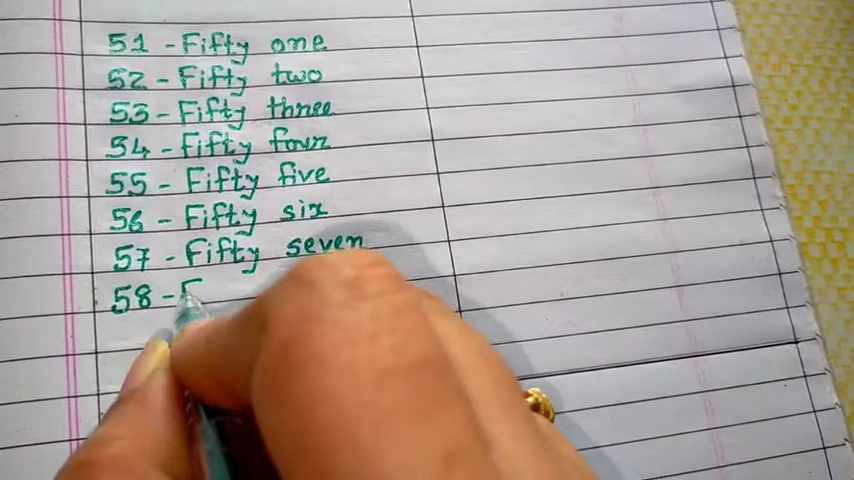 51 - Fifty one
52 - Fifty two
53 - Fifty three
54 - Fifty four
55 - Fifty five
56 - Fifty six
57 - Fifty seven
58 - F